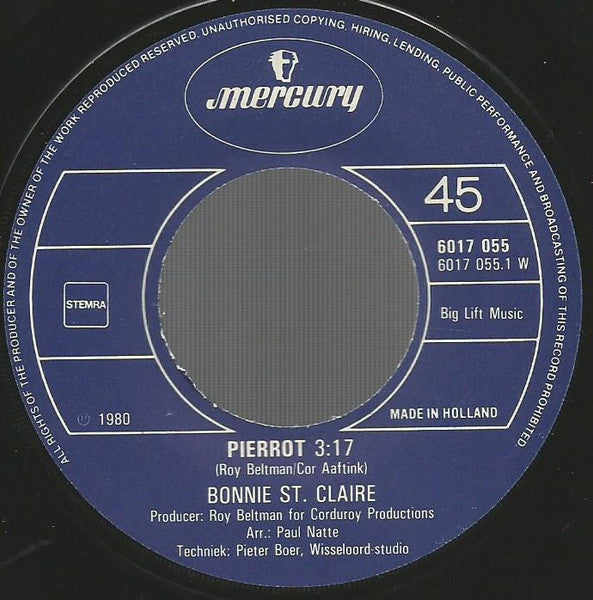 ALL RIGHTS OF THE PRODUCER AND OF THE OWNER OF THE WORK REPRODUCED RESERVED. UNAUTHORISED COPYING, HIRING, LENDING, PUBLIC PERFORMANCE AND BROADCASTING OF THIS RECORD PROHIBITED.
mercury
45
6017 055
6017 055.1 W
STEMRA
Big Lift Music
℗ 1980
MADE IN HOLLAND
PIERROT 3:17
(Roy Beltman/Cor Aaftink)
BONNIE ST. CLAIRE
Producer: Roy Beltman for Corduroy Productions
Arr.: Paul Natte
Techniek: Pieter Boer, Wisseloord-studio